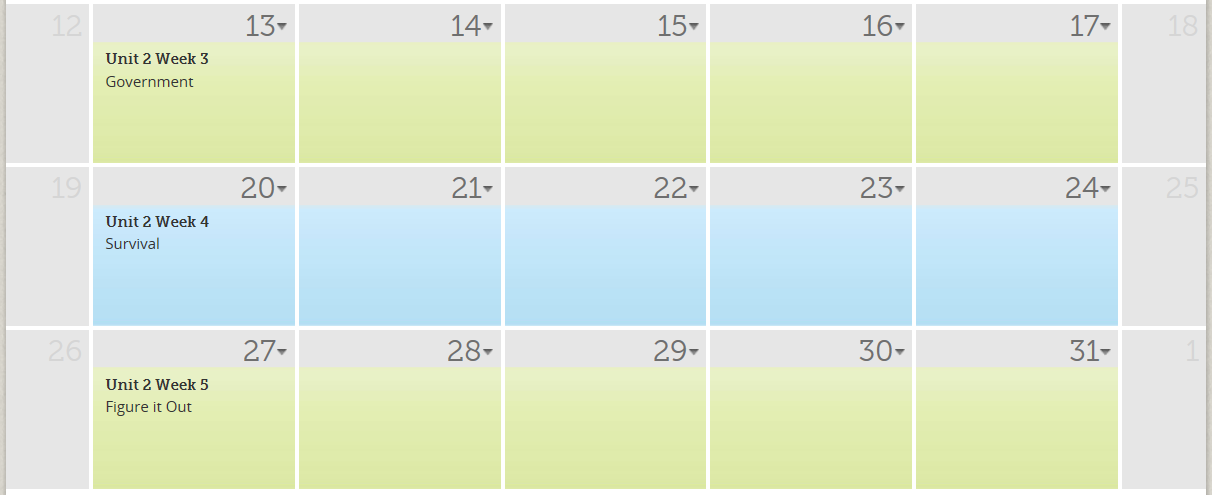 12 13 14 15 16 17 18
Unit 2 Week 3
Government
19 20 21 22 23 24 25
Unit 2 Week 4
Survival
26 27 28 29 30 31 1
Unit 2 Week 5
Figure it Out